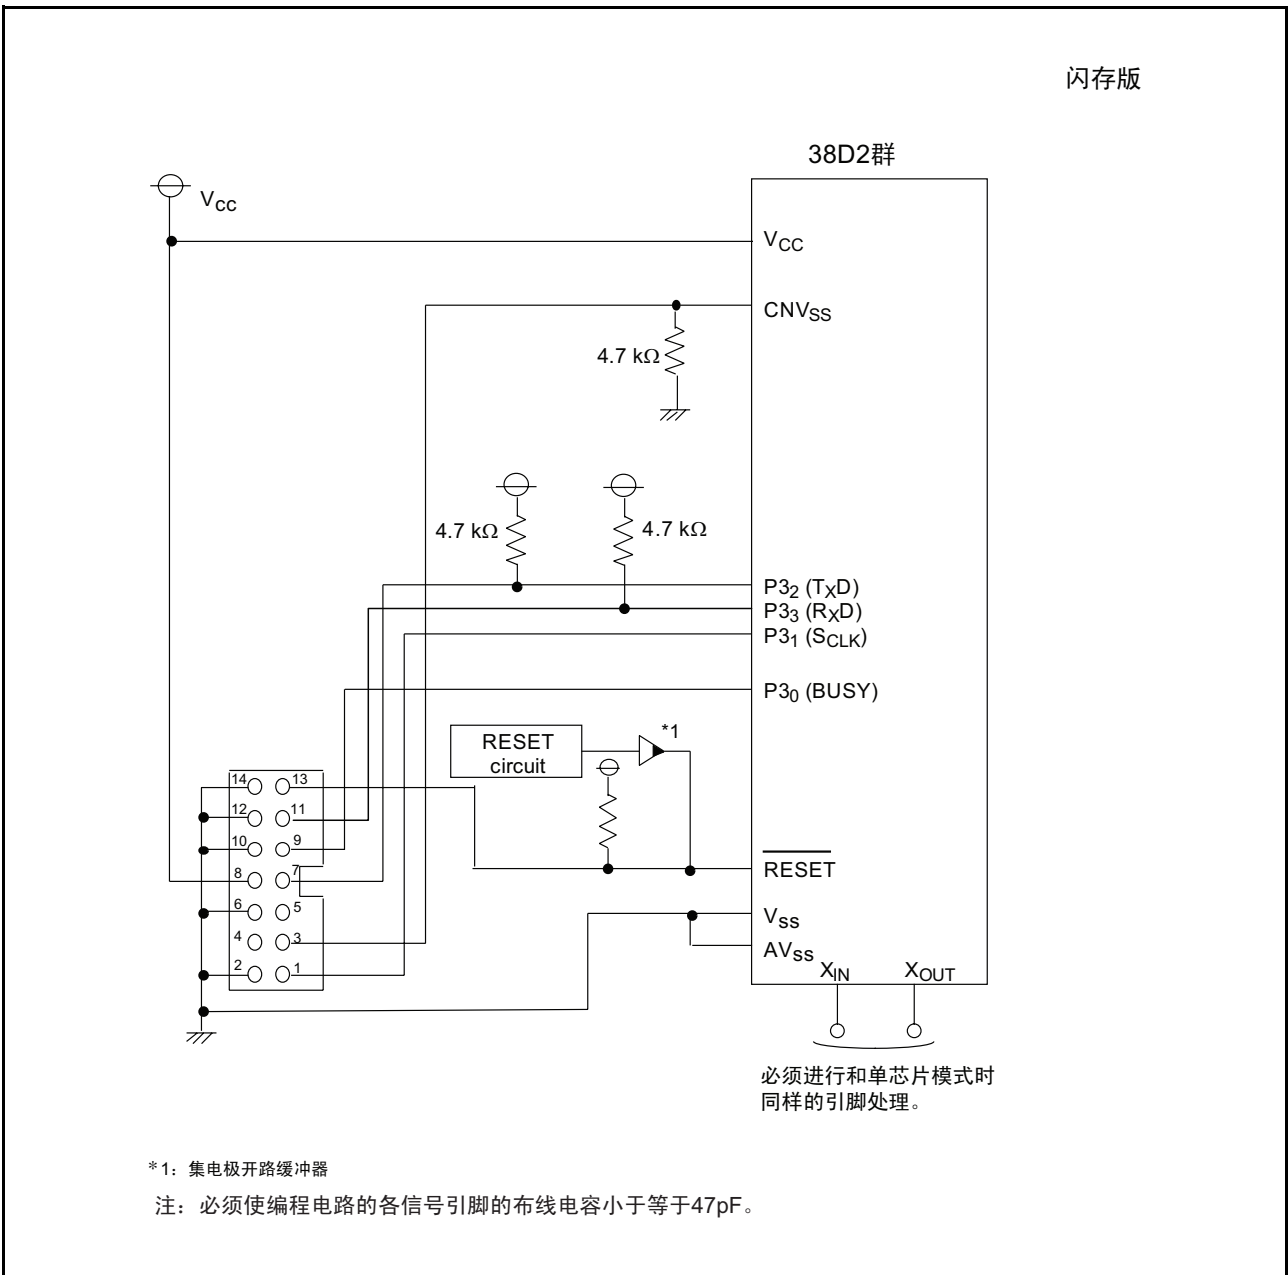 闪存版
38D2群
VCC
VCC
CNVSS
4.7 kΩ
4.7 kΩ
4.7 kΩ
P32 (TXD)
P33 (RXD)
P31 (SCLK)
P30 (BUSY)
*1
RESET
circuit
14 13
12 11
10 9
8 7
6 5
4 3
2 1
RESET
VSS
AVSS
XIN XOUT
必须进行和单芯片模式时
同样的引脚处理。
*1：集电极开路缓冲器
注：必须使编程电路的各信号引脚的布线电容小于等于47pF。